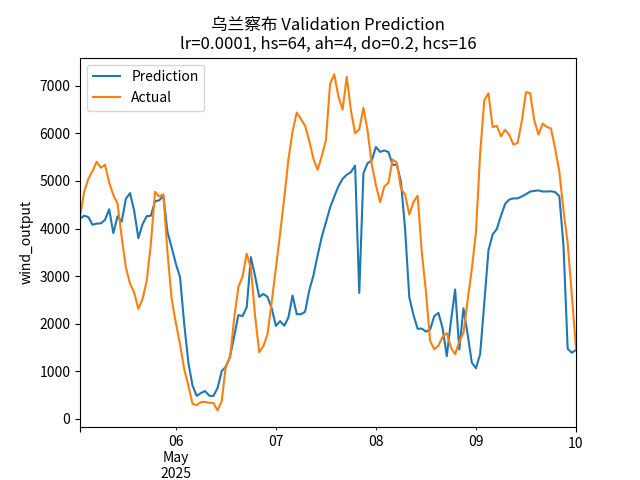 乌兰察布 Validation Prediction
lr=0.0001, hs=64, ah=4, do=0.2, hcs=16
Prediction
Actual
wind_output
7000
6000
5000
4000
3000
2000
1000
0
06
May
2025
07
08
09
10